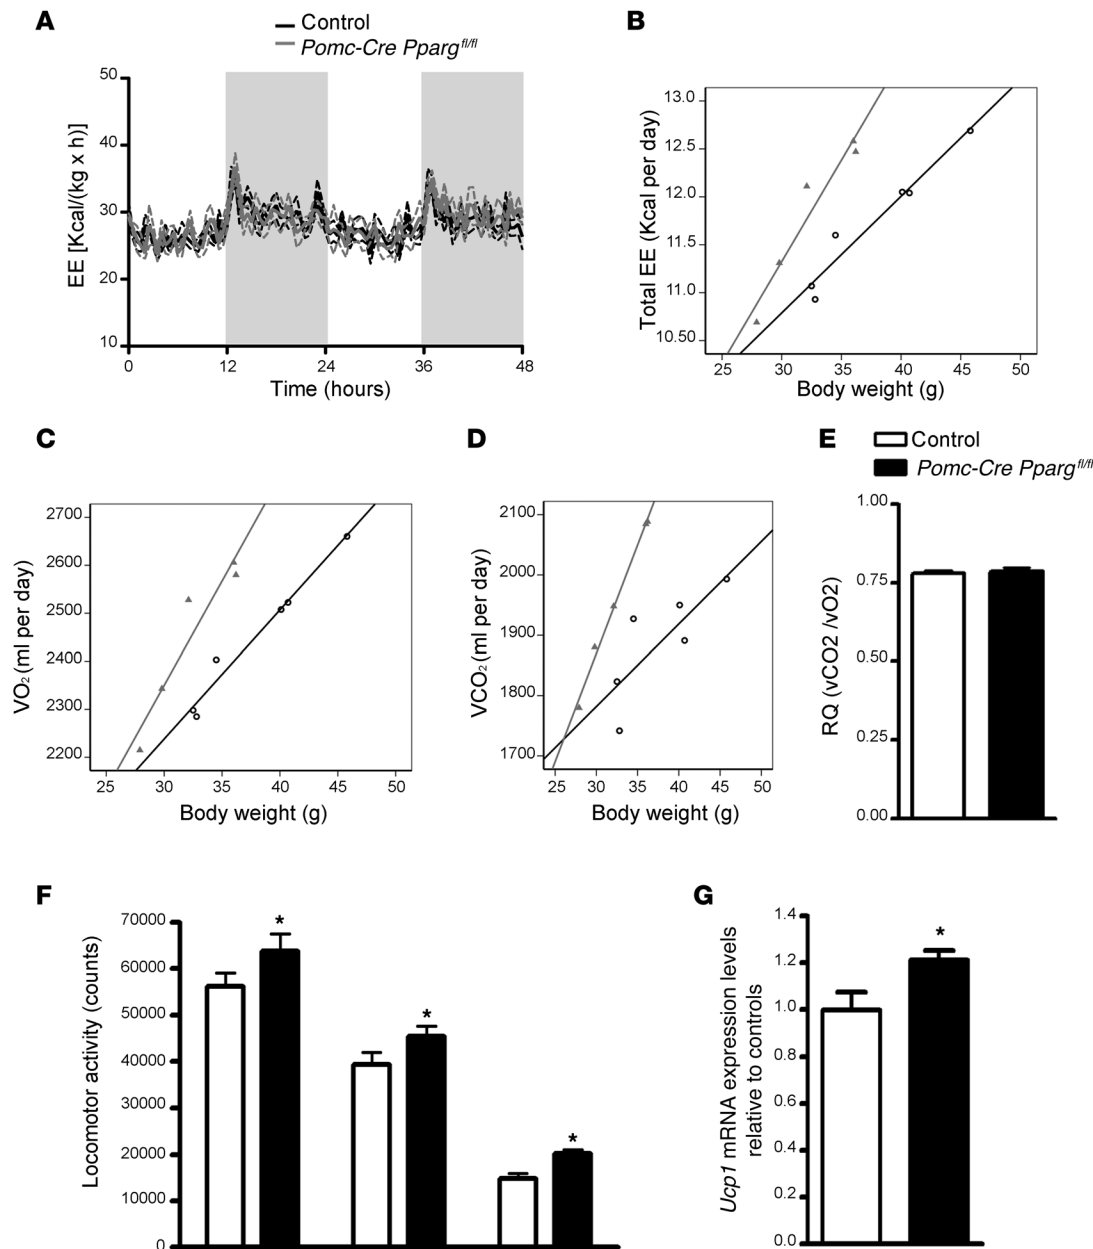 A
Control
Pomc-Cre Pparg fl/fl
50
40
30
20
10
EE [Kcal/(kg x h)]
0 12 24 36 48
Time (hours)
B
13.0
12.5
12.0
11.5
11.0
10.50
Total EE (Kcal per day)
25 30 35 40 45 50
Body weight (g)
C
2700
2600
2500
2400
2300
2200
VO2 (ml per day)
25 30 35 40 45 50
Body weight (g)
D
2100
2000
1900
1800
1700
VCO2 (ml per day)
25 30 35 40 45 50
Body weight (g)
E
Control
Pomc-Cre Pparg fl/fl
1.00
0.75
0.50
0.25
0.00
RQ (vCO2 /vO2)
F
70000
60000
50000
40000
30000
20000
10000
0
Locomotor activity (counts)
* * *
G
1.4
1.2
1.0
0.8
0.6
0.4
0.2
0.0
Ucp1 mRNA expression levels
relative to controls
*